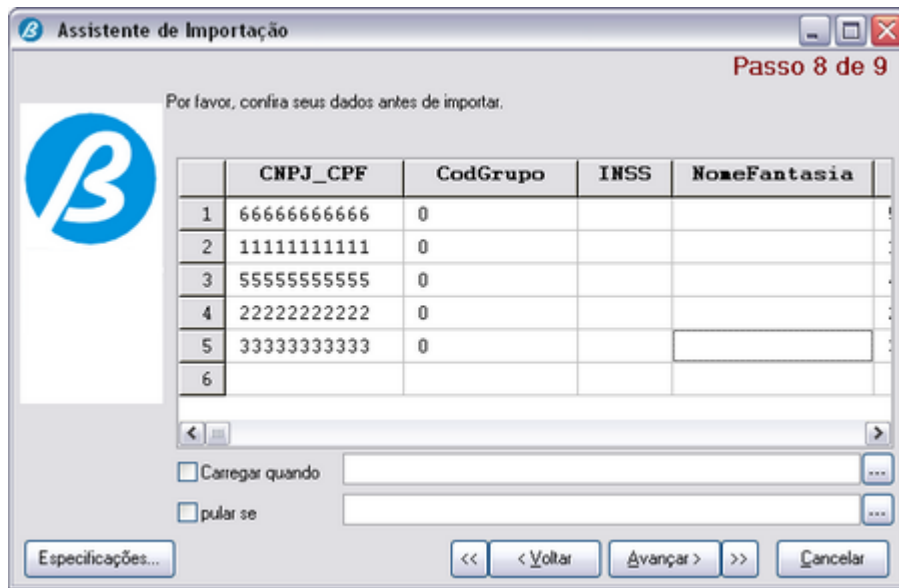 Assistente de Importação
Passo 8 de 9
Por favor, confira seus dados antes de importar.
CNPJ_CPF CodGrupo INSS NomeFantasia
1 66666666666 0
2 11111111111 0
3 55555555555 0
4 22222222222 0
5 33333333333 0
6
Carregar quando ...
pular se ...
Especificações... << < Voltar Avançar > >> Cancelar